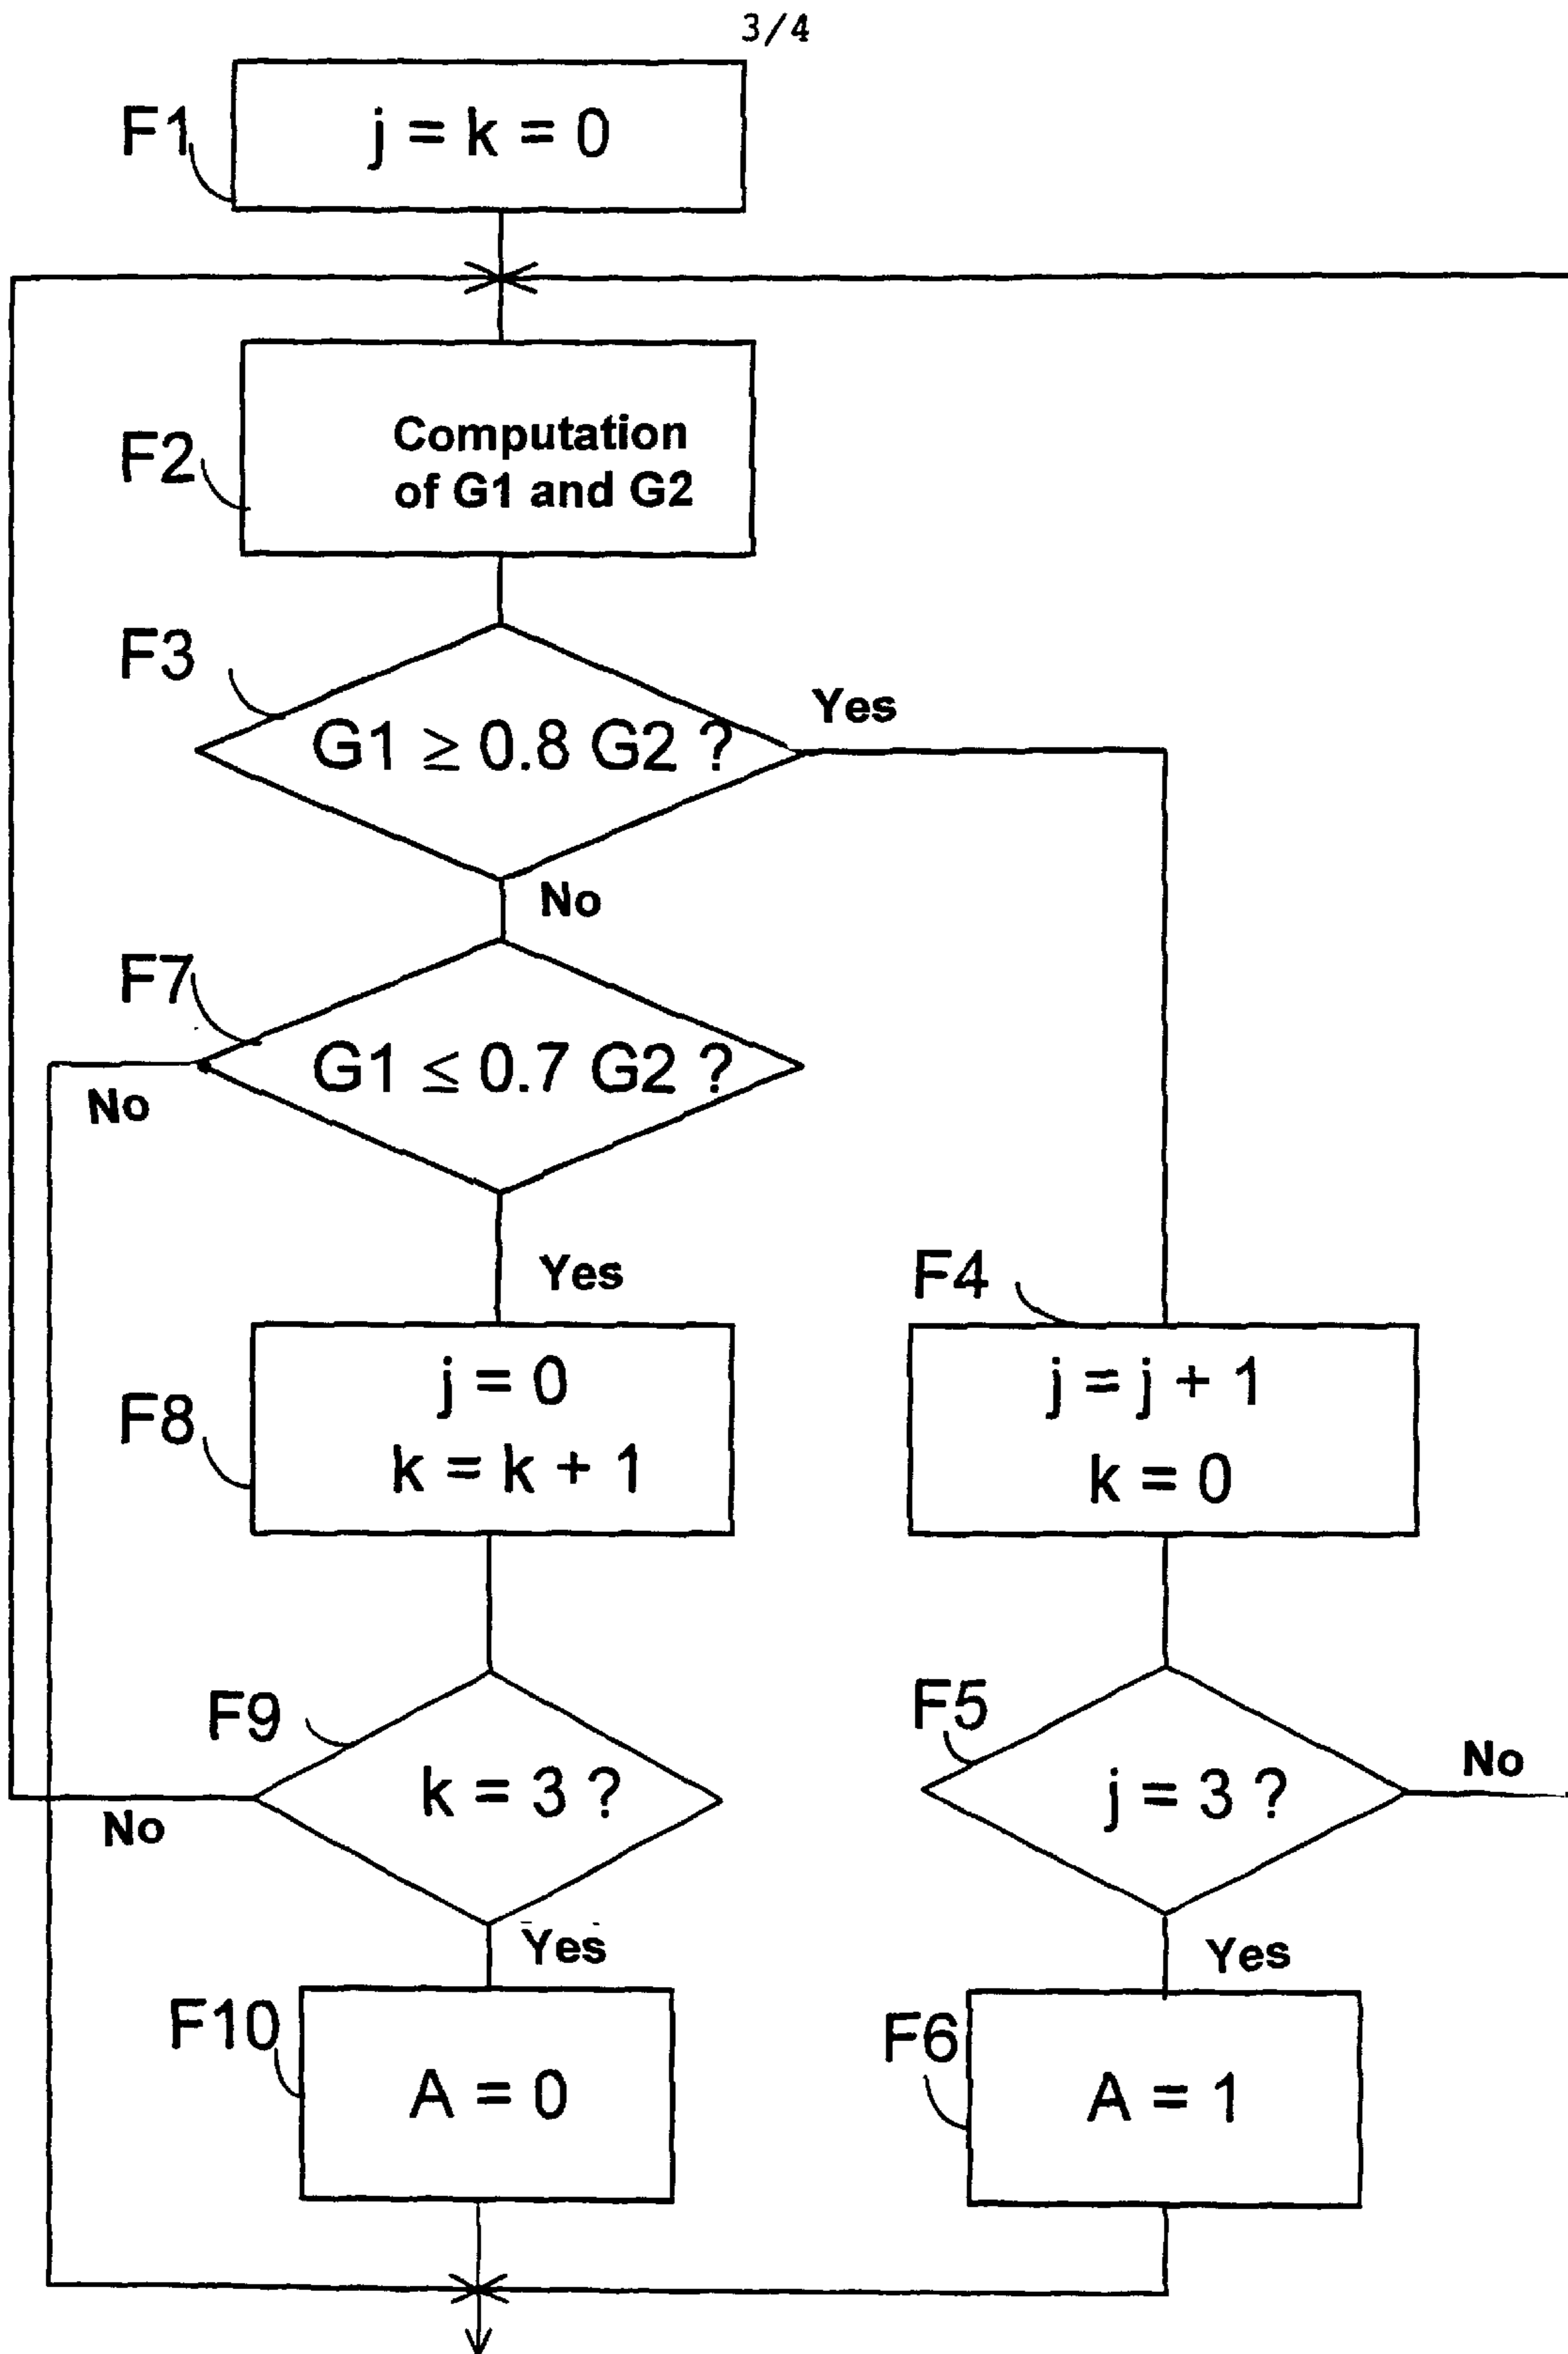 3/4
F1
j = k = 0
F2
Computation
of G1 and G2
F3
G1 ≥ 0.8 G2 ?
Yes
No
F7
G1 ≤ 0.7 G2 ?
No
Yes
F8
j = 0
k = k + 1
F4
j = j + 1
k = 0
F9
k = 3 ?
No
Yes
F5
j = 3 ?
No
Yes
F10
A = 0
F6
A = 1